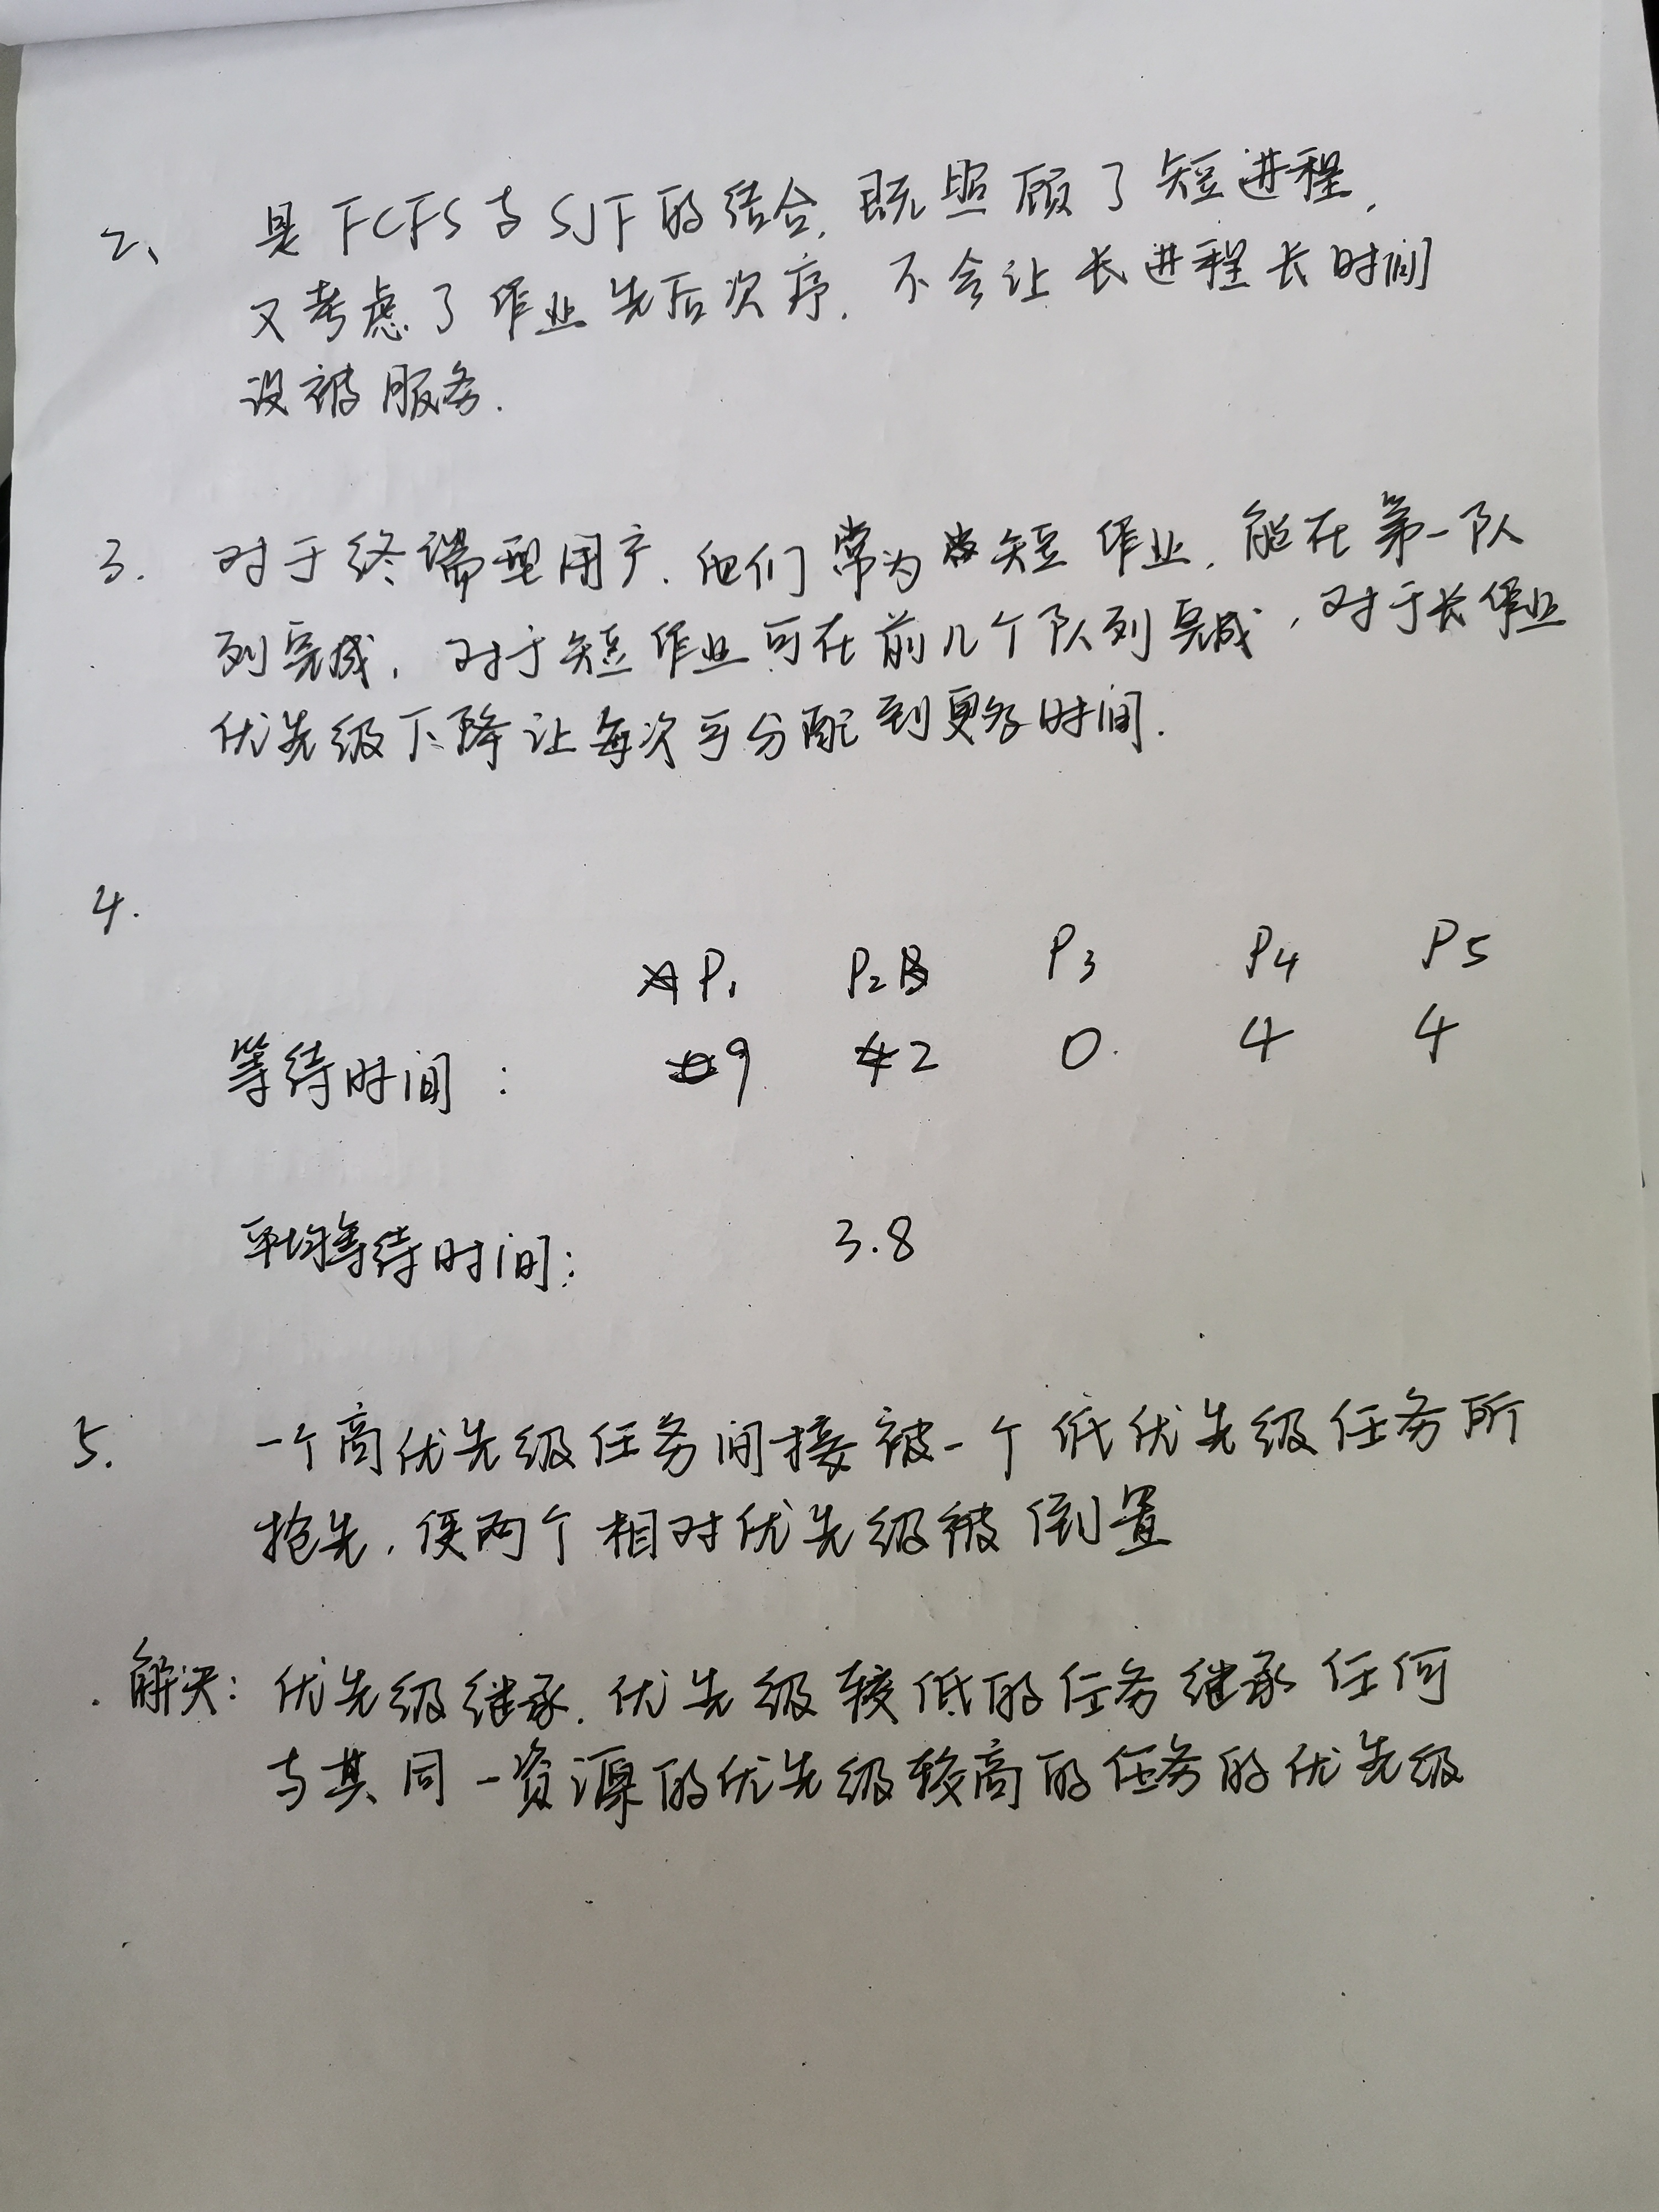 2、 是FCFS与SJF的结合, 既照顾了短进程,
又考虑了作业先后次序. 不会让长进程长时间
没被服务.
3. 对于终端型用户. 他们常为短作业, 能在第一队
列完成, 对于短作业可在前几个队列完成, 对于长作业
优先级下降让每次可分配到更多时间.
4.
P1 P2 P3 P4 P5
等待时间: 9 2 0 4 4
平均等待时间: 3.8
5. 一个高优先级任务间接被一个低优先级任务所
抢先, 使两个相对优先级被倒置
解决: 优先级继承. 优先级较低的任务继承任何
与其同一资源的优先级较高的任务的优先级